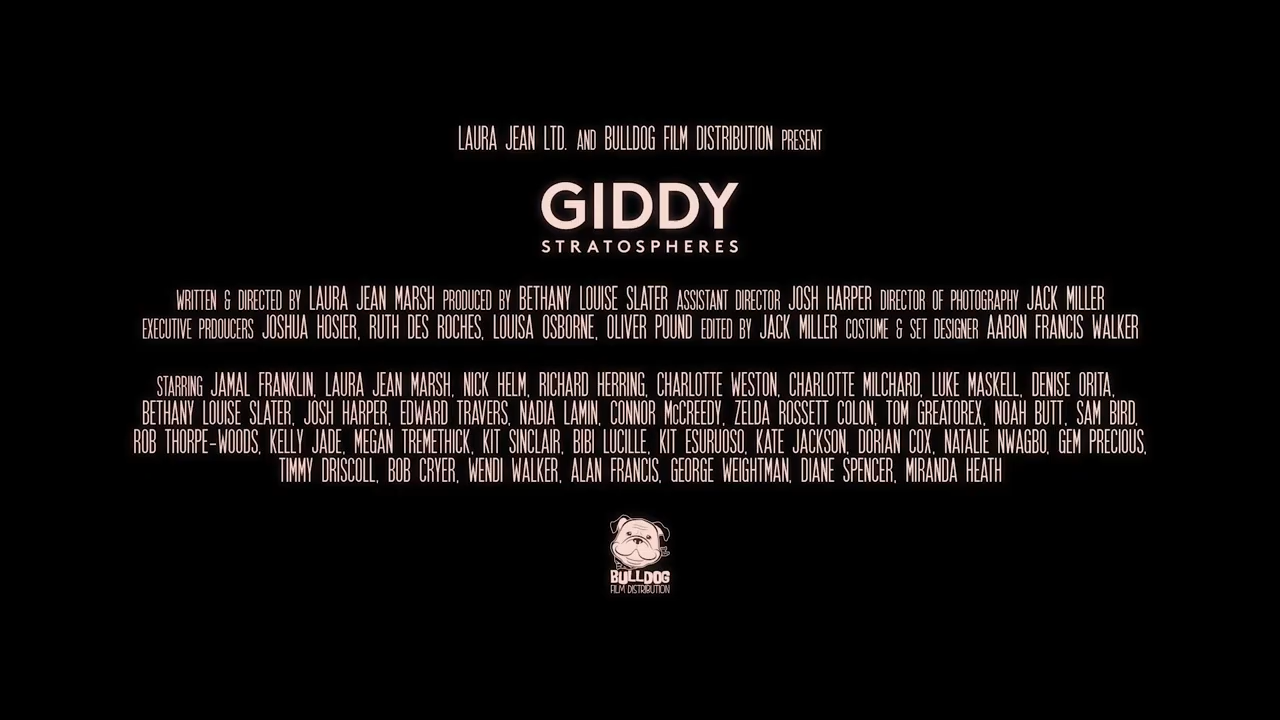 LAURA JEAN LTD. AND BULLDOG FILM DISTRIBUTION PRESENT
GIDDY
STRATOSPHERES
WRITTEN & DIRECTED BY LAURA JEAN MARSH PRODUCED BY BETHANY LOUISE SLATER ASSISTANT DIRECTOR JOSH HARPER DIRECTOR OF PHOTOGRAPHY JACK MILLER
EXECUTIVE PRDOUCERS JOSHUA HOSIER, RUTH DES ROCHES, LOUISA OSBORNE, OLIVER POUND EDITED BY JACK MILLER COSTUME & SET DESIGNER AARON FRANCIS WALKER
STARRING JAMAL FRANKLIN, LAURA JEAN MARSH, NICK HELM, RICHARD HERRING, CHARLOTTE WESTON, CHARLOTTE MILCHARD, LUKE MASKELL, DENISE ORITA,
BETHANY LOUISE SLATER, JOSH HARPER, EDWARD TRAVERS, NADIA LAMIN, CONNOR McCREEDY, ZELDA ROSSETT COLON, TOM GREATOREX, NOAH BUTT, SAM BIRD,
ROB THORPE-WOODS, KELLY JADE, MEGAN TREMETHICK, KIT SINCLAIR, BIBI LUCILLE, KIT ESURUOSO, KATE JACKSON, DORIAN COX, NATALIE NWAGBO, GEM PRECIOUS,
TIMMY DRISCOLL, BOB CRYER, WENDI WALKER, ALAN FRANCIS, GEORGE WEIGHTMAN, DIANE SPENCER, MIRANDA HEATH
BULLDOG
FILM DISTRIBUTION